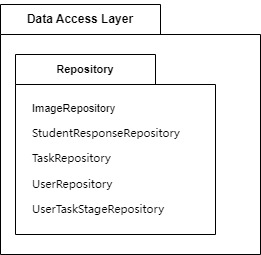 Data Access Layer
Repository
ImageRepository
StudentResponseRepository
TaskRepository
UserRepository
UserTaskStageRepository